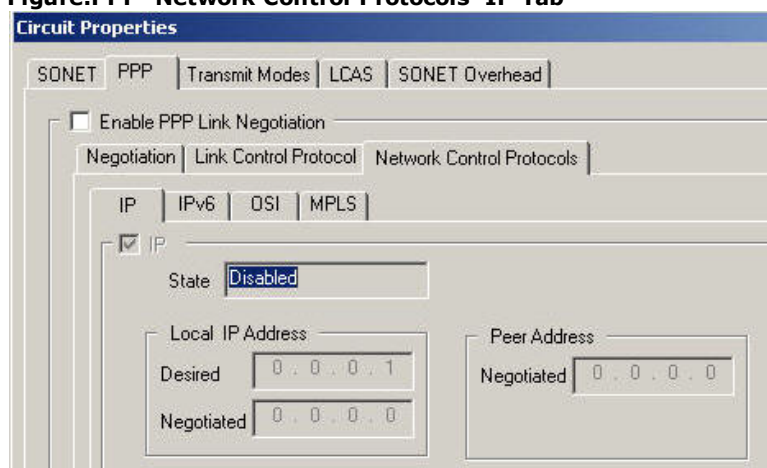 Figure:PPP Network Control Protocols IP Tab
Circuit Properties
SONET PPP Transmit Modes LCAS SONET Overhead
Enable PPP Link Negotiation
Negotiation Link Control Protocol Network Control Protocols
IP IPv6 OSI MPLS
IP
State Disabled
Local IP Address
Desired 0 . 0 . 0 . 1
Negotiated 0 . 0 . 0 . 0
Peer Address
Negotiated 0 . 0 . 0 . 0